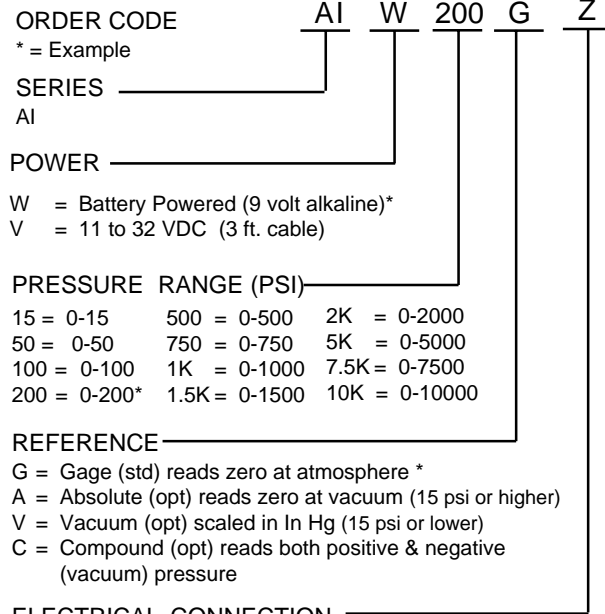 ORDER CODE AI W 200 G Z
* = Example
SERIES
AI
POWER
W = Battery Powered (9 volt alkaline)*
V = 11 to 32 VDC (3 ft. cable)
PRESSURE RANGE (PSI)
15 = 0-15 500 = 0-500 2K = 0-2000
50 = 0-50 750 = 0-750 5K = 0-5000
100 = 0-100 1K = 0-1000 7.5K = 0-7500
200 = 0-200* 1.5K = 0-1500 10K = 0-10000
REFERENCE
G = Gage (std) reads zero at atmosphere *
A = Absolute (opt) reads zero at vacuum (15 psi or higher)
V = Vacuum (opt) scaled in In Hg (15 psi or lower)
C = Compound (opt) reads both positive & negative
(vacuum) pressure
ELECTRICAL CONNECTION